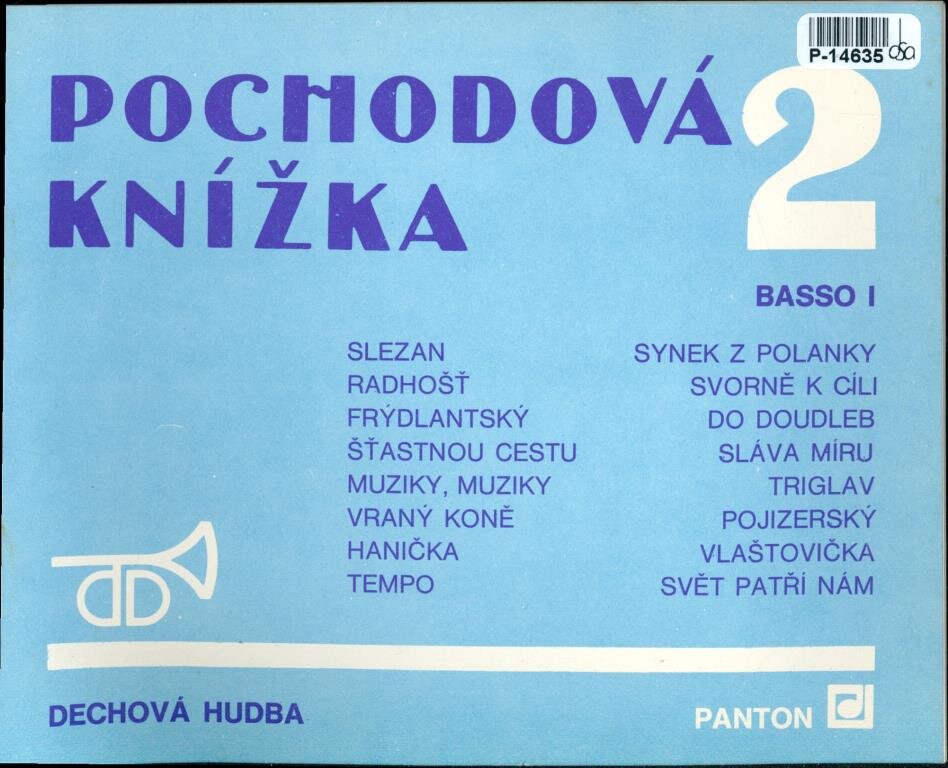 P-14635 osa
POCHODOVÁ 2
KNÍŽKA
BASSO I
SLEZAN
RADHOŠŤ
FRÝDLANTSKÝ
ŠŤASTNOU CESTU
MUZIKY, MUZIKY
VRANÝ KONĚ
HANIČKA
TEMPO
SYNEK Z POLANKY
SVORNĚ K CÍLI
DO DOUDLEB
SLÁVA MÍRU
TRIGLAV
POJIZERSKÝ
VLAŠTOVIČKA
SVĚT PATŘÍ NÁM
DECHOVÁ HUDBA
PANTON